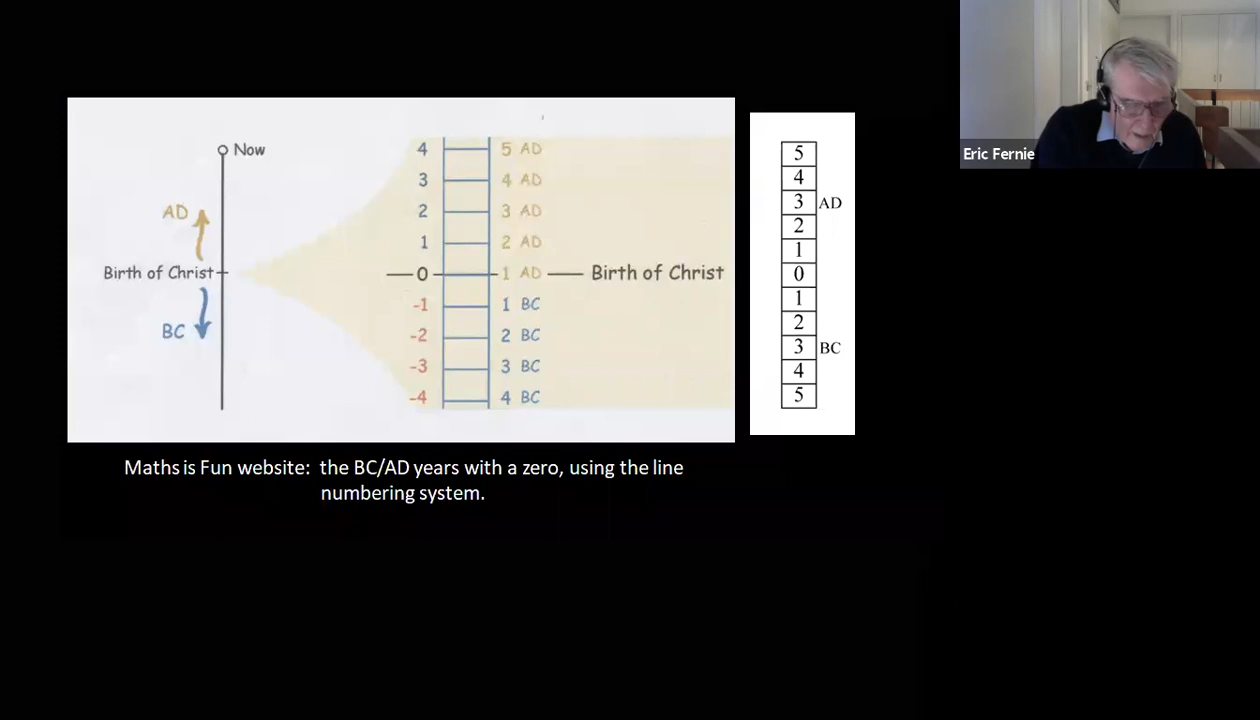 Now
AD
Birth of Christ
BC
4 5 AD
3 4 AD
2 3 AD
1 2 AD
0 1 AD Birth of Christ
-1 1 BC
-2 2 BC
-3 3 BC
-4 4 BC
5
4
3 AD
2
1
0
1
2
3 BC
4
5
Eric Fernie
Maths is Fun website: the BC/AD years with a zero, using the line
numbering system.